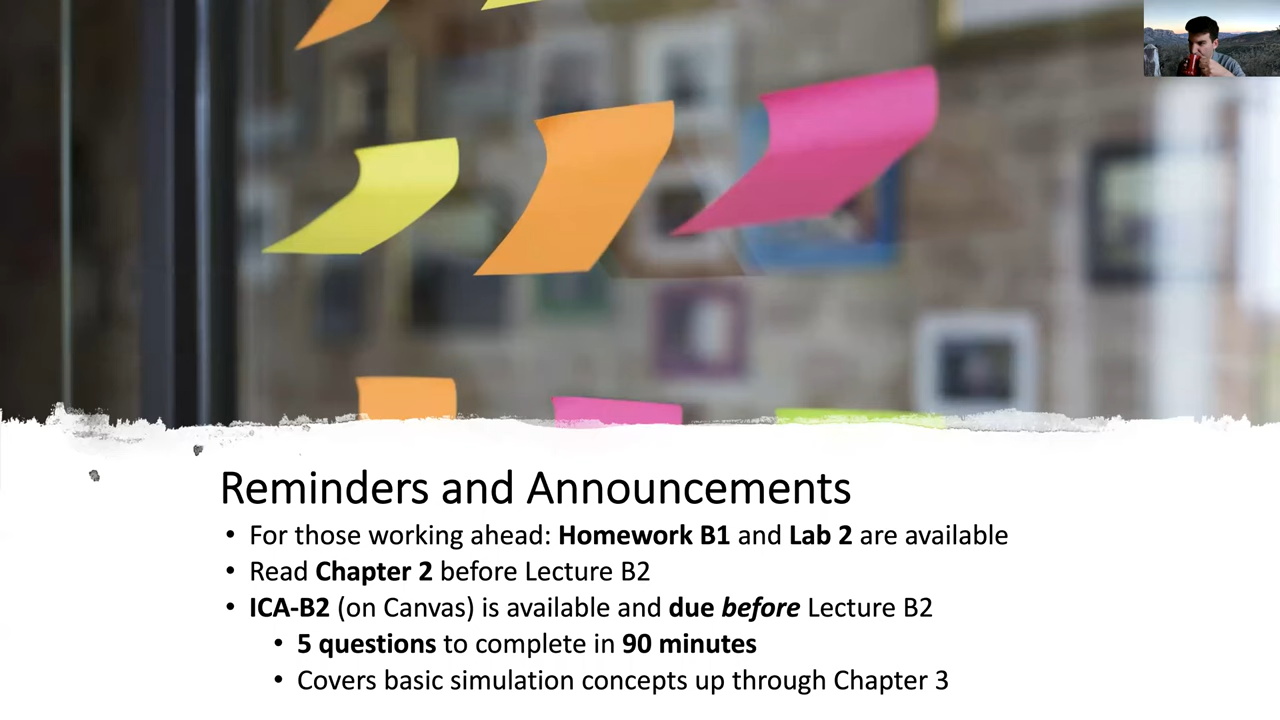 Reminders and Announcements
• For those working ahead: Homework B1 and Lab 2 are available
• Read Chapter 2 before Lecture B2
• ICA-B2 (on Canvas) is available and due before Lecture B2
• 5 questions to complete in 90 minutes
• Covers basic simulation concepts up through Chapter 3